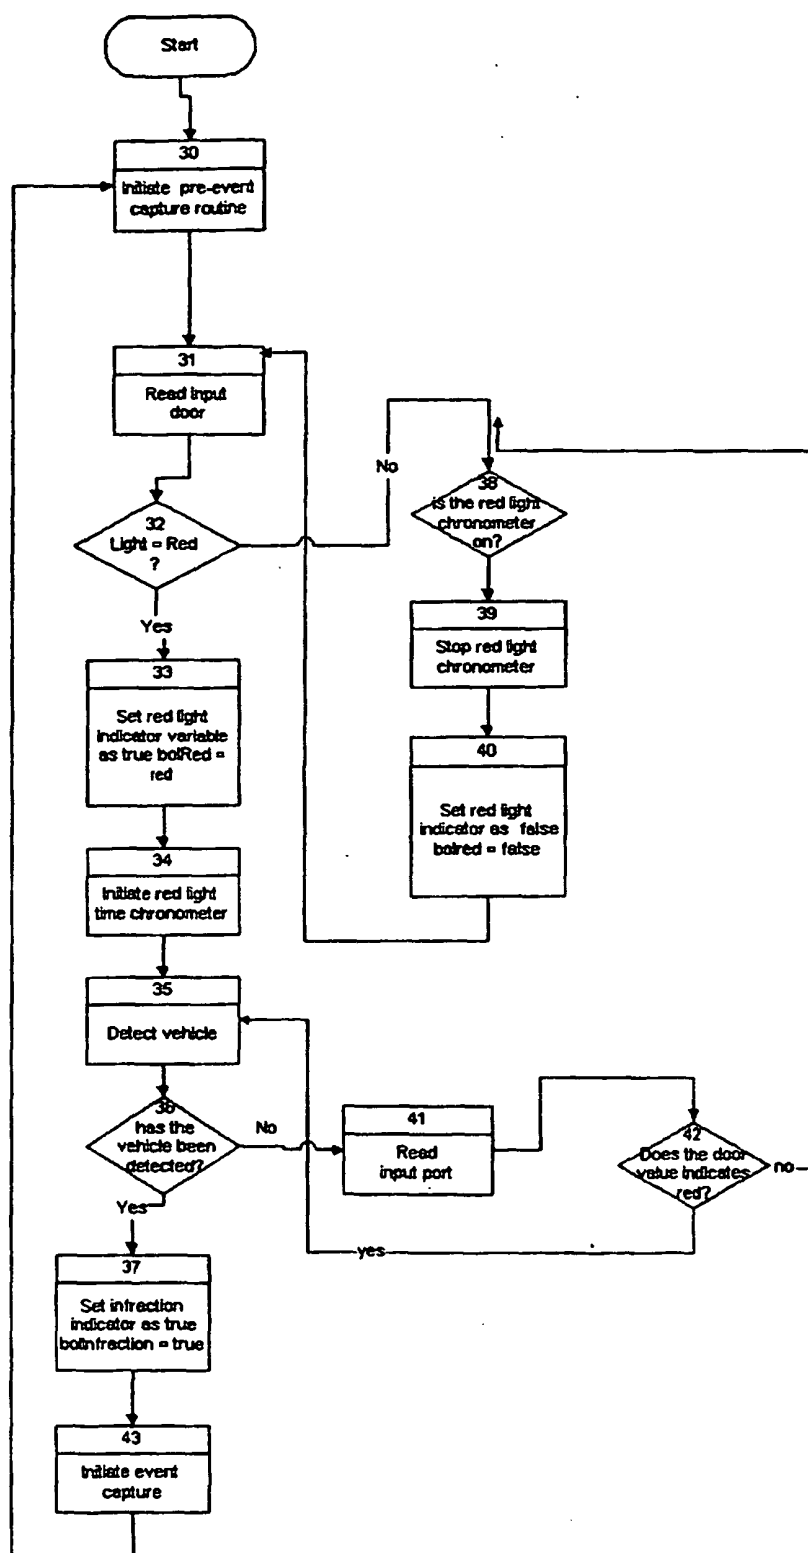 Start
30
Initiate pre-event
capture routine
31
Read input
door
32
Light = Red
?
No
38
is the red light
chronometer
on?
Yes
39
Stop red light
chronometer
33
Set red light
indicator variable
as true bolRed =
red
40
Set red light
indicator as false
bolred = false
34
Initiate red light
time chronometer
35
Detect vehicle
36
has the
vehicle been
detected?
No
41
Read
input port
42
Does the door
value indicates
red?
no
yes
Yes
37
Set infraction
indicator as true
bolInfraction = true
43
Initiate event
capture